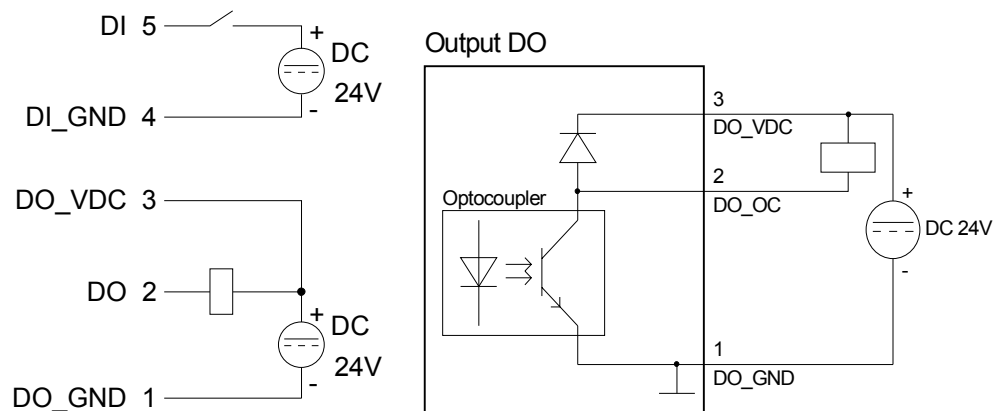 DI 5
+
DC
24V
-
DI_GND 4
DO_VDC 3
DO 2
+
DC
24V
-
DO_GND 1
Output DO
3
DO_VDC
2
DO_OC
Optocoupler
+
DC 24V
-
1
DO_GND